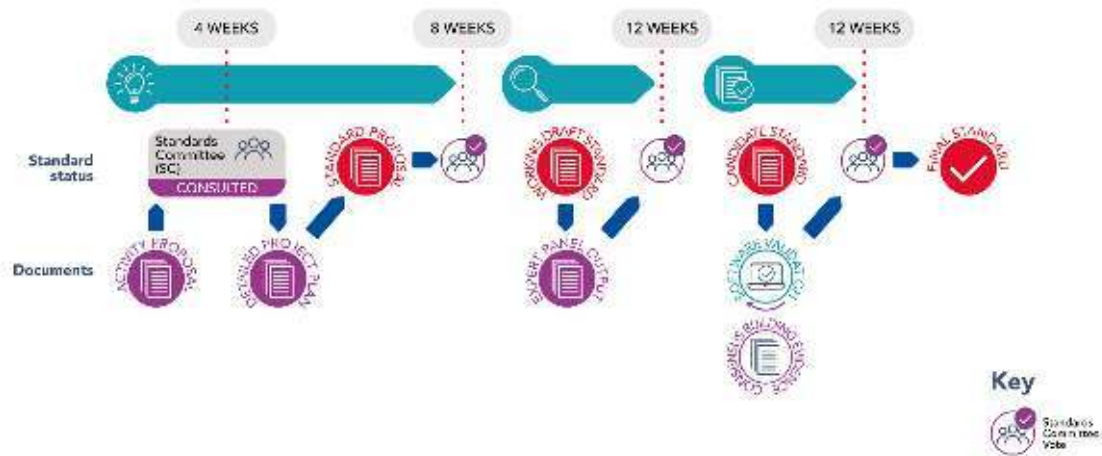 4 WEEKS
8 WEEKS
12 WEEKS
12 WEEKS
Standard
status
Standards
Committee
(SC)
CONSULTED
STANDARD PROPOSAL
WORKING DRAFT STANDARD
CANDIDATE STANDARD
FINAL STANDARD
Documents
ACTIVITY PROPOSAL
DETAILED PROJECT PLAN
EXPERT PANEL OUTPUT
SOFTWARE VALIDATION
CONSENSUS BUILDING EVIDENCE
Key
Standards
Committee
Vote